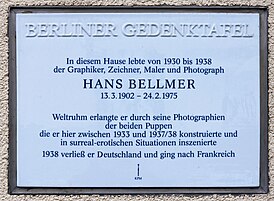 BERLINER GEDENKTAFEL
In diesem Hause lebte von 1930 bis 1938
der Graphiker, Zeichner, Maler und Photograph
HANS BELLMER
13.3.1902 – 24.2.1975
Weltruhm erlangte er durch seine Photographien
der beiden Puppen
die er hier zwischen 1933 und 1937/38 konstruierte und
in surreal-erotischen Situationen inszenierte
1938 verließ er Deutschland und ging nach Frankreich
KPM